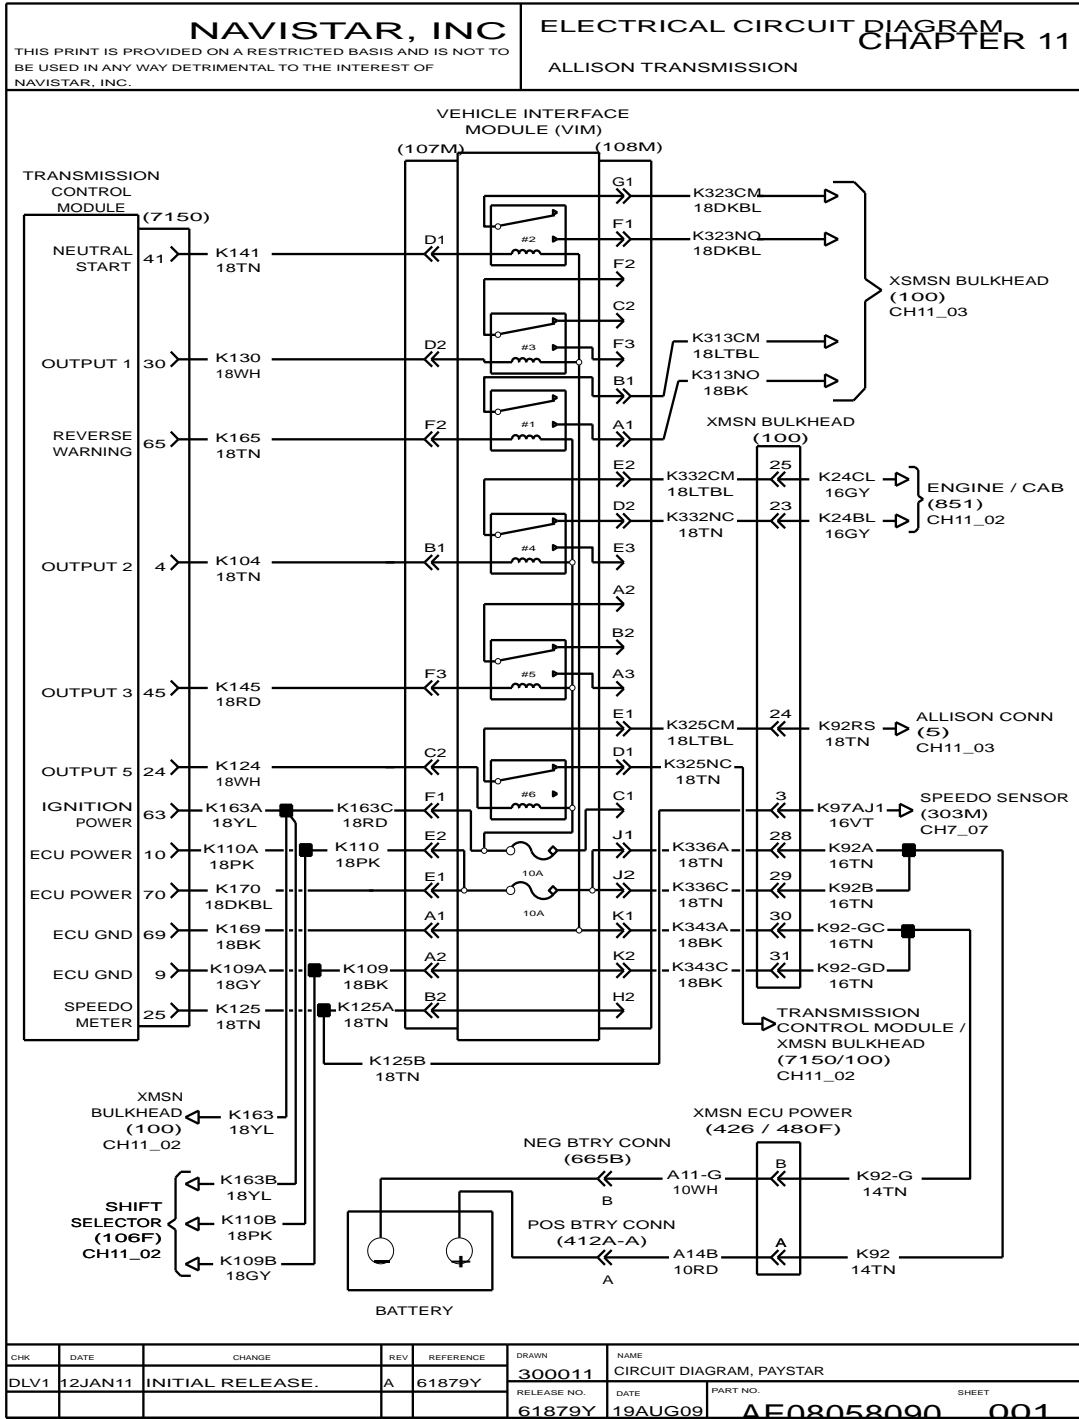 NAVISTAR, INC
THIS PRINT IS PROVIDED ON A RESTRICTED BASIS AND IS NOT TO
BE USED IN ANY WAY DETRIMENTAL TO THE INTEREST OF
NAVISTAR, INC.
ELECTRICAL CIRCUIT DIAGRAM
CHAPTER 11
ALLISON TRANSMISSION
VEHICLE INTERFACE
MODULE (VIM)
(107M)
(108M)
TRANSMISSION
CONTROL
MODULE
(7150)
NEUTRAL
START
41
K141
18TN
D1
#2
G1
K323CM
18DKBL
F1
K323NO
18DKBL
F2
XSMSN BULKHEAD
(100)
CH11_03
OUTPUT 1
30
K130
18WH
D2
#3
C2
F3
K313CM
18LTBL
B1
K313NO
18BK
REVERSE
WARNING
65
K165
18TN
F2
#1
A1
XMSN BULKHEAD
(100)
E2
K332CM
18LTBL
25
K24CL
16GY
D2
K332NC
18TN
23
K24BL
16GY
ENGINE / CAB
(851)
CH11_02
OUTPUT 2
4
K104
18TN
B1
#4
E3
A2
B2
OUTPUT 3
45
K145
18RD
F3
#5
A3
E1
K325CM
18LTBL
24
K92RS
18TN
ALLISON CONN
(5)
CH11_03
OUTPUT 5
24
K124
18WH
C2
#6
D1
K325NC
18TN
IGNITION
POWER
63
K163A
18YL
K163C
18RD
F1
C1
3
K97AJ1
16VT
SPEEDO SENSOR
(303M)
CH7_07
ECU POWER
10
K110A
18PK
K110
18PK
E2
10A
J1
K336A
18TN
28
K92A
16TN
ECU POWER
70
K170
18DKBL
E1
10A
J2
K336C
18TN
29
K92B
16TN
ECU GND
69
K169
18BK
A1
K1
K343A
18BK
30
K92-GC
16TN
ECU GND
9
K109A
18GY
K109
18BK
A2
K2
K343C
18BK
31
K92-GD
16TN
SPEEDO
METER
25
K125
18TN
K125A
18TN
B2
H2
TRANSMISSION
CONTROL MODULE /
XMSN BULKHEAD
(7150/100)
CH11_02
K125B
18TN
XMSN
BULKHEAD
(100)
CH11_02
K163
18YL
XMSN ECU POWER
(426 / 480F)
NEG BTRY CONN
(665B)
B
A11-G
10WH
B
K92-G
14TN
SHIFT
SELECTOR
(106F)
CH11_02
K163B
18YL
K110B
18PK
K109B
18GY
POS BTRY CONN
(412A-A)
A
A14B
10RD
A
K92
14TN
BATTERY
CHK DATE CHANGE REV REFERENCE
DLV1 12JAN11 INITIAL RELEASE. A 61879Y
DRAWN
300011
NAME
CIRCUIT DIAGRAM, PAYSTAR
RELEASE NO.
61879Y
DATE
19AUG09
PART NO.
AE08058090
SHEET
001